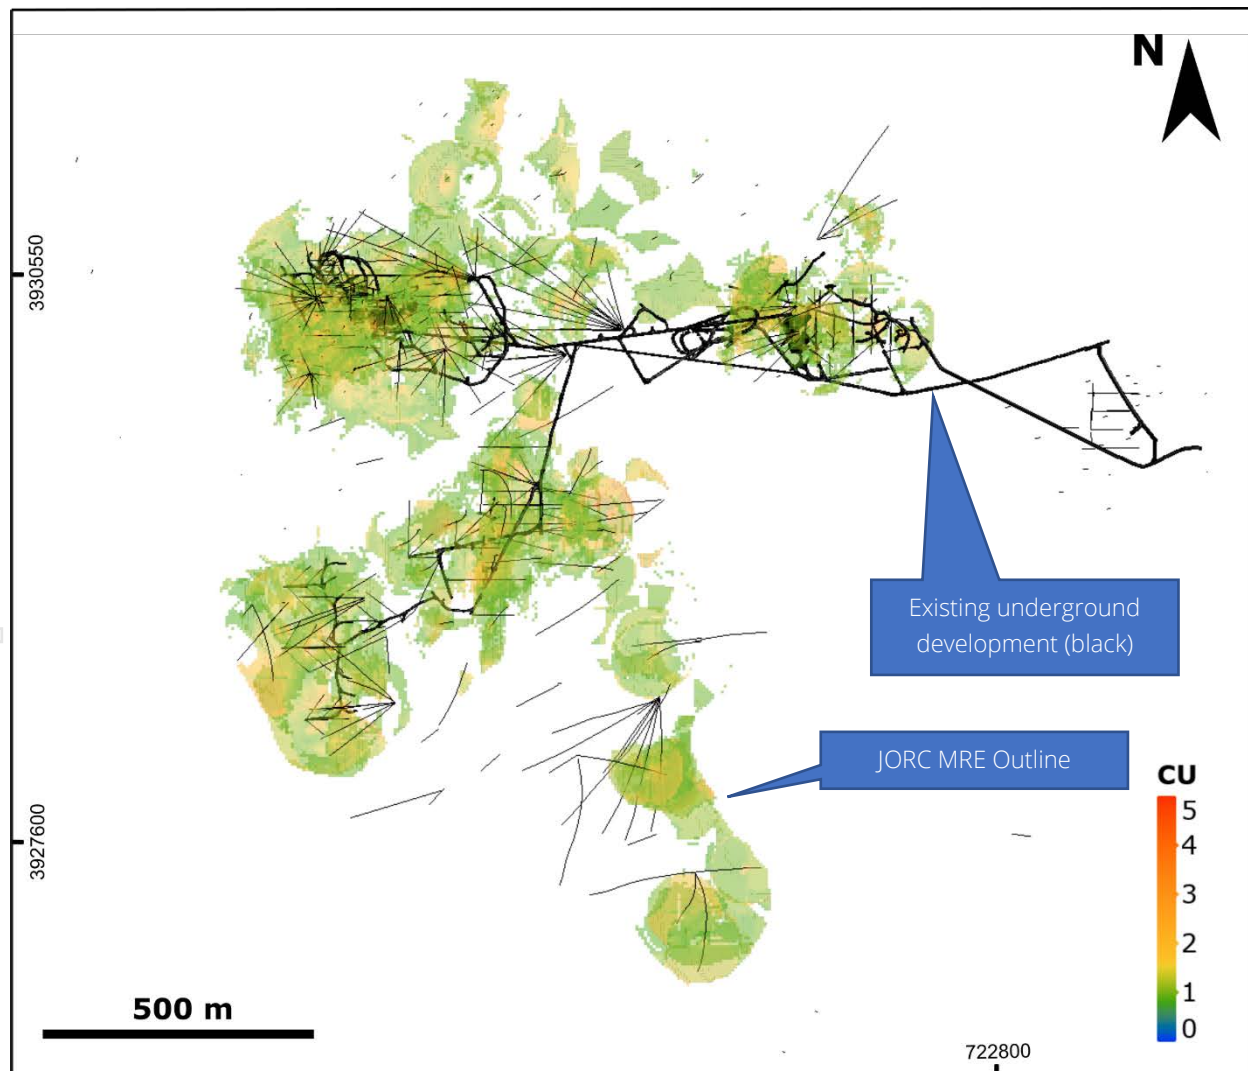 N
3930550
Existing underground
development (black)
JORC MRE Outline
CU
5
4
3
2
1
0
3927600
500 m
722800